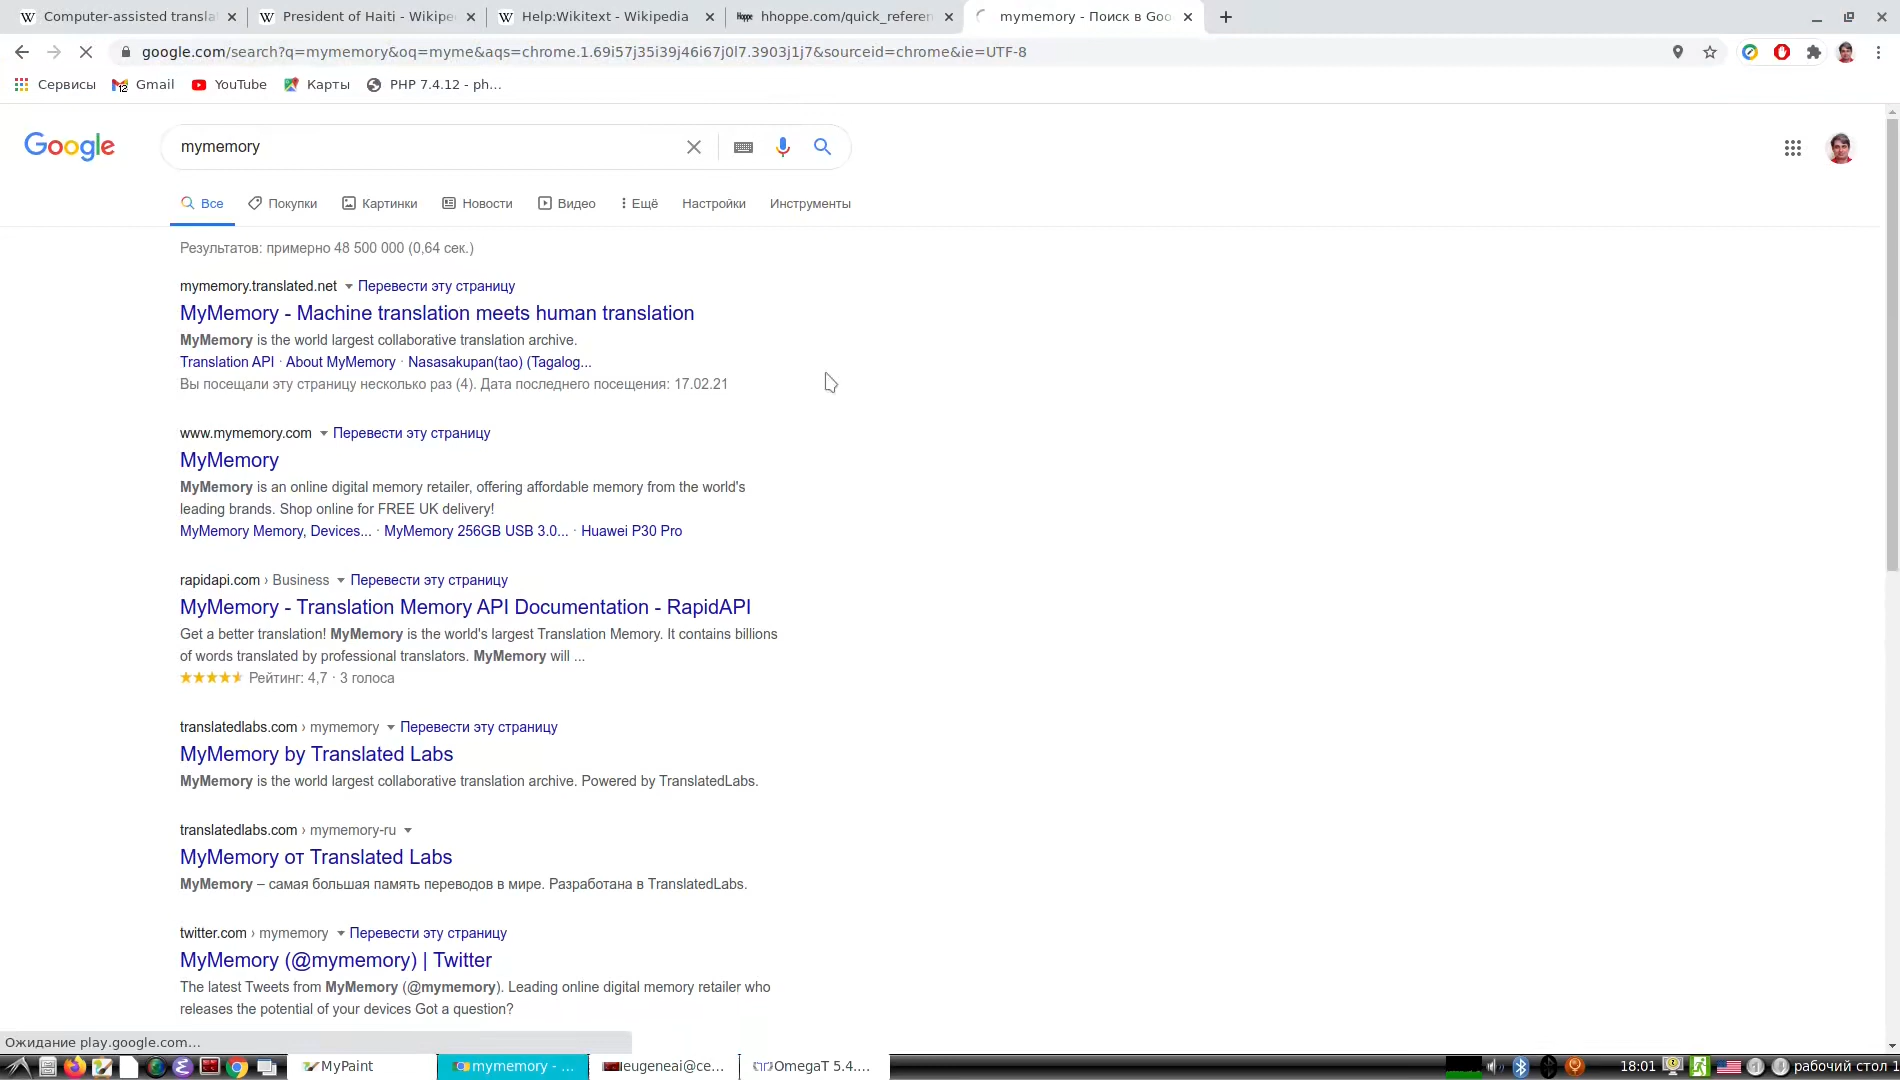 Computer-assisted transla
President of Haiti - Wikipe
Help:Wikitext - Wikipedia
hhoppe.com/quick_referen
mymemory - Поиск в Goo
google.com/search?q=mymemory&oq=myme&aqs=chrome.1.69i57j35i39j46i67j0l7.3903j1j7&sourceid=chrome&ie=UTF-8
Сервисы
Gmail
YouTube
Карты
PHP 7.4.12 - ph...
Google
mymemory
Все
Покупки
Картинки
Новости
Видео
Ещё
Настройки
Инструменты
Результатов: примерно 48 500 000 (0,64 сек.)
mymemory.translated.net Перевести эту страницу
MyMemory - Machine translation meets human translation
MyMemory is the world largest collaborative translation archive.
Translation API · About MyMemory · Nasasakupan(tao) (Tagalog...
Вы посещали эту страницу несколько раз (4). Дата последнего посещения: 17.02.21
www.mymemory.com Перевести эту страницу
MyMemory
MyMemory is an online digital memory retailer, offering affordable memory from the world's
leading brands. Shop online for FREE UK delivery!
MyMemory Memory, Devices... · MyMemory 256GB USB 3.0... · Huawei P30 Pro
rapidapi.com › Business Перевести эту страницу
MyMemory - Translation Memory API Documentation - RapidAPI
Get a better translation! MyMemory is the world's largest Translation Memory. It contains billions
of words translated by professional translators. MyMemory will ...
Рейтинг: 4,7 · 3 голоса
translatedlabs.com › mymemory Перевести эту страницу
MyMemory by Translated Labs
MyMemory is the world largest collaborative translation archive. Powered by TranslatedLabs.
translatedlabs.com › mymemory-ru
MyMemory от Translated Labs
MyMemory – самая большая память переводов в мире. Разработана в TranslatedLabs.
twitter.com › mymemory Перевести эту страницу
MyMemory (@mymemory) | Twitter
The latest Tweets from MyMemory (@mymemory). Leading online digital memory retailer who
releases the potential of your devices Got a question?
Ожидание play.google.com...
MyPaint
mymemory - ...
eugeneai@ce...
OmegaT 5.4....
18:01
рабочий стол 1